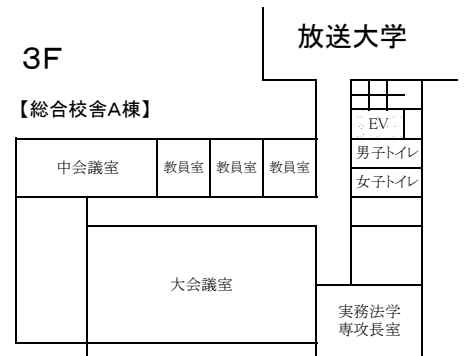 放送大学
3F
【総合校舎A棟】
EV
男子トイレ
中会議室
教員室
教員室
教員室
女子トイレ
大会議室
実務法学
専攻長室